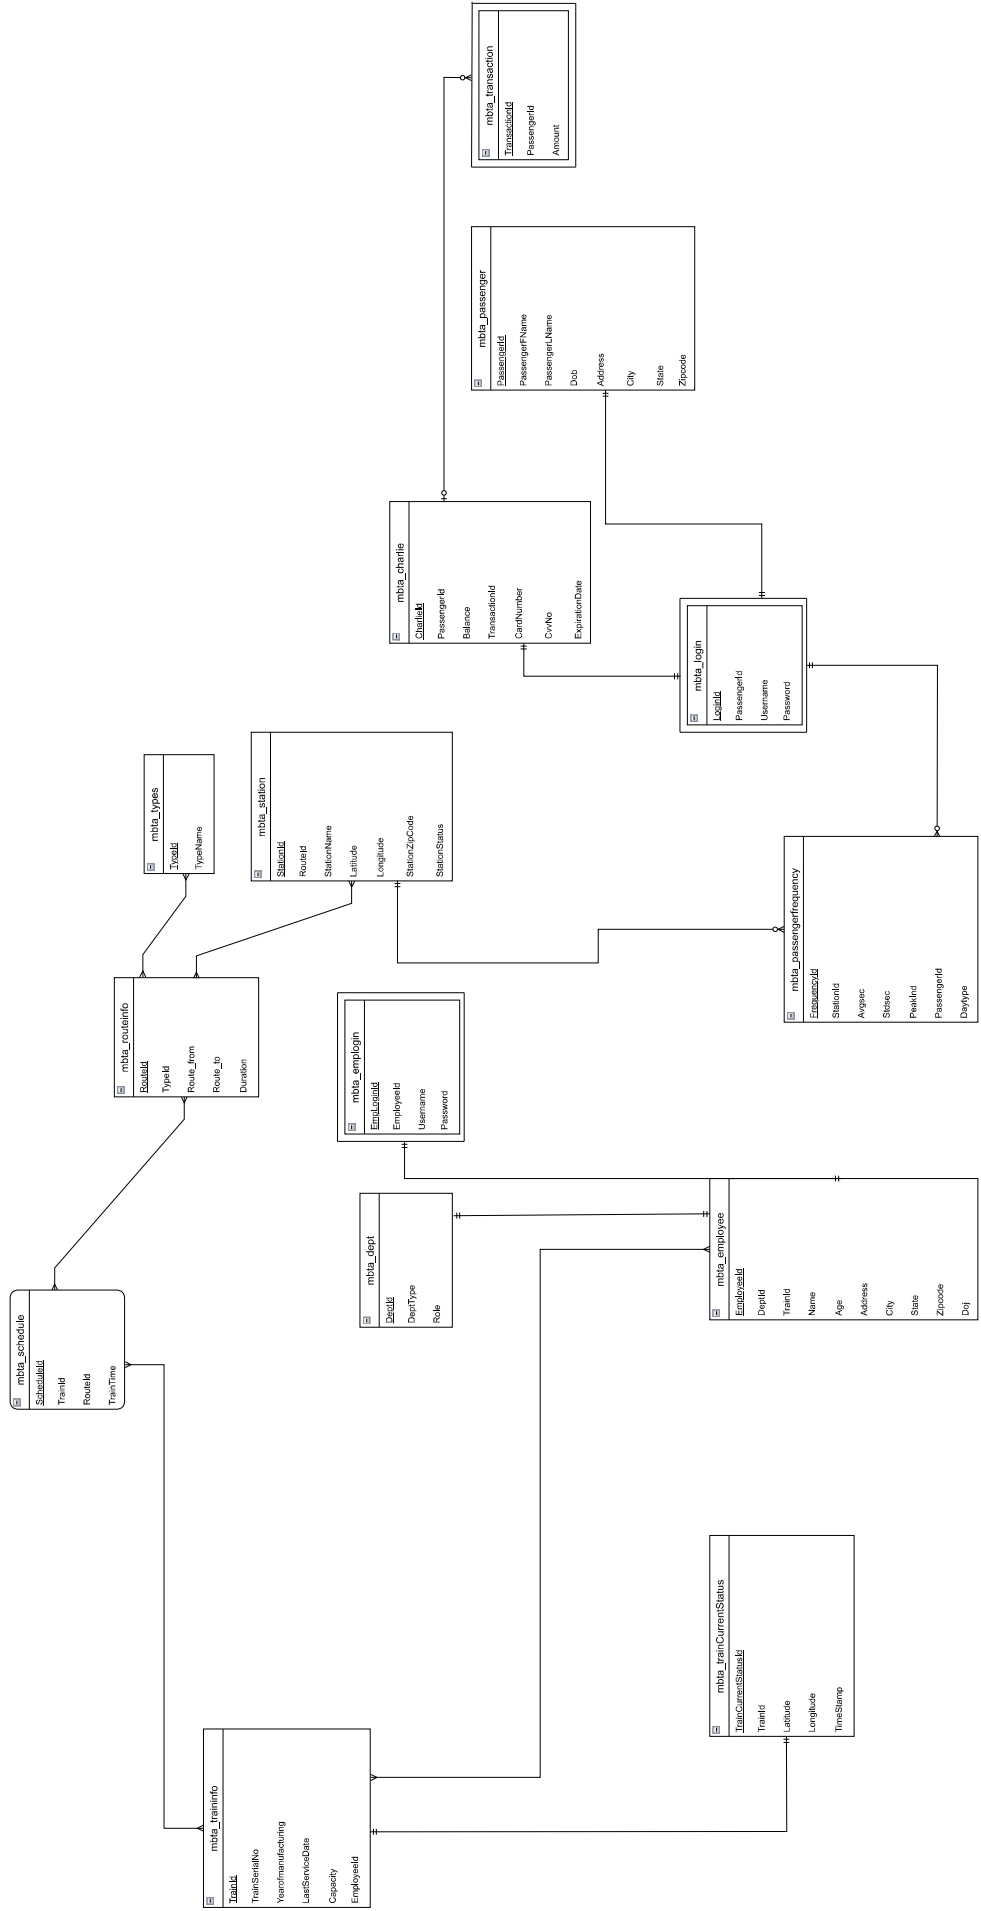 mbta_traininfo
TrainId
TrainSerialNo
Yearofmanufacturing
LastServiceDate
Capacity
EmployeeId
mbta_schedule
ScheduleId
TrainId
RouteId
TrainTime
mbta_routeinfo
RouteId
TypeId
Route_from
Route_to
Duration
mbta_types
TypeId
TypeName
mbta_station
StationId
RouteId
StationName
Latitude
Longitude
StationZipCode
StationStatus
mbta_charlie
CharlieId
PassengerId
Balance
TransactionId
CardNumber
CvvNo
ExpirationDate
mbta_transaction
TransactionId
PassengerId
Amount
mbta_passenger
PassengerId
PassengerFName
PassengerLName
Dob
Address
City
State
Zipcode
mbta_login
LoginId
PassengerId
Username
Password
mbta_emplogin
EmpLoginId
EmployeeId
Username
Password
mbta_dept
DeptId
DeptType
Role
mbta_trainCurrentStatus
TrainCurrentStatusId
TrainId
Latitude
Longitude
TimeStamp
mbta_employee
EmployeeId
DeptId
TrainId
Name
Age
Address
City
State
Zipcode
Doj
mbta_passengerfrequency
FrequencyId
StationId
Avgsec
Stdsec
PeakInd
PassengerId
Daytype